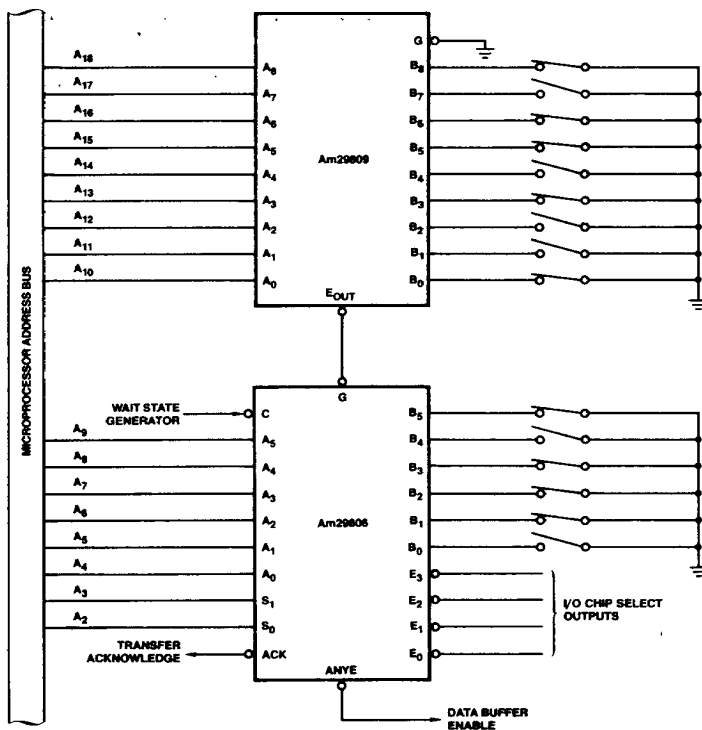 MICROPROCESSOR ADDRESS BUS
A18
A17
A16
A15
A14
A13
A12
A11
A10
A8
A7
A6
A5
A4
A3
A2
A1
A0
Am29809
G
B8
B7
B6
B5
B4
B3
B2
B1
B0
EOUT
G
WAIT STATE
GENERATOR
C
A9
A8
A7
A6
A5
A4
A3
A2
A5
A4
A3
A2
A1
A0
S1
S0
ACK
TRANSFER
ACKNOWLEDGE
Am29806
B5
B4
B3
B2
B1
B0
E3
E2
E1
E0
I/O CHIP SELECT
OUTPUTS
ANYE
DATA BUFFER
ENABLE